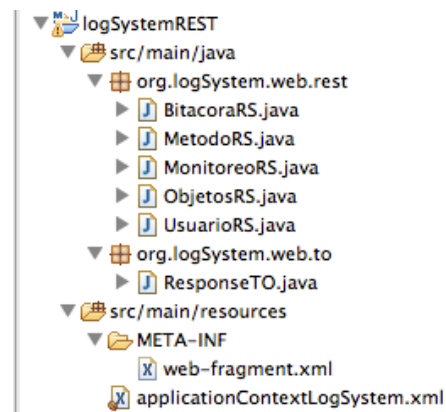 logSystemREST
src/main/java
org.logSystem.web.rest
BitacoraRS.java
MetodoRS.java
MonitoreoRS.java
ObjetosRS.java
UsuarioRS.java
org.logSystem.web.to
ResponseTO.java
src/main/resources
META-INF
web-fragment.xml
applicationContextLogSystem.xml